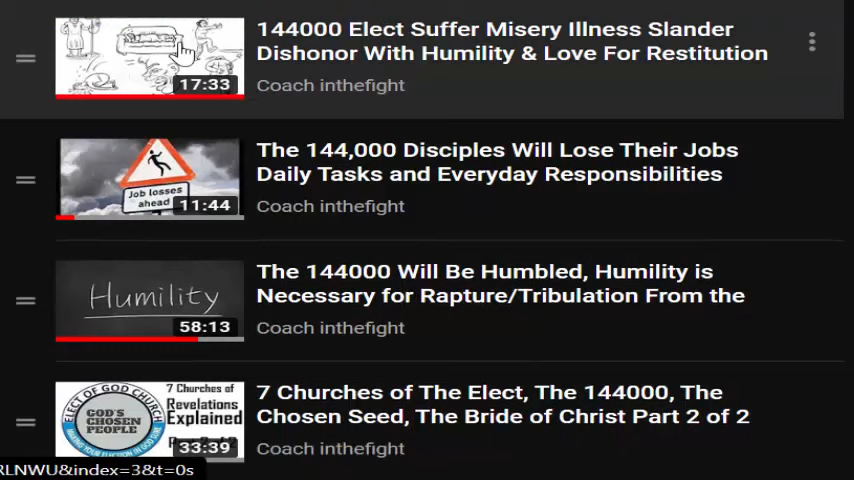 144000 Elect Suffer Misery Illness Slander
Dishonor With Humility & Love For Restitution
Coach inthefight
17:33
The 144,000 Disciples Will Lose Their Jobs
Daily Tasks and Everyday Responsibilities
Coach inthefight
Job losses
ahead
11:44
The 144000 Will Be Humbled, Humility is
Necessary for Rapture/Tribulation From the
Coach inthefight
Humility
58:13
7 Churches of The Elect, The 144000, The
Chosen Seed, The Bride of Christ Part 2 of 2
Coach inthefight
ELECT OF GOD CHURCH
GOD'S
CHOSEN
PEOPLE
7 Churches of
Revelations
Explained
33:39
RLNWU&index=3&t=0s